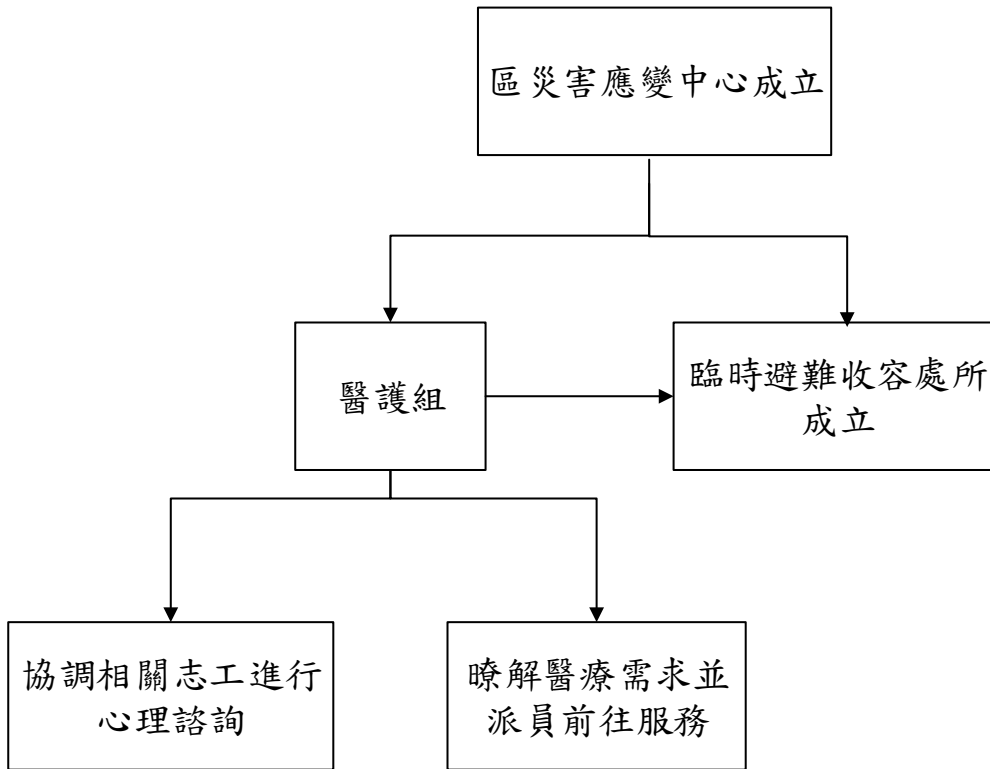 區災害應變中心成立
醫護組
臨時避難收容處所
成立
協調相關志工進行
心理諮詢
瞭解醫療需求並
派員前往服務